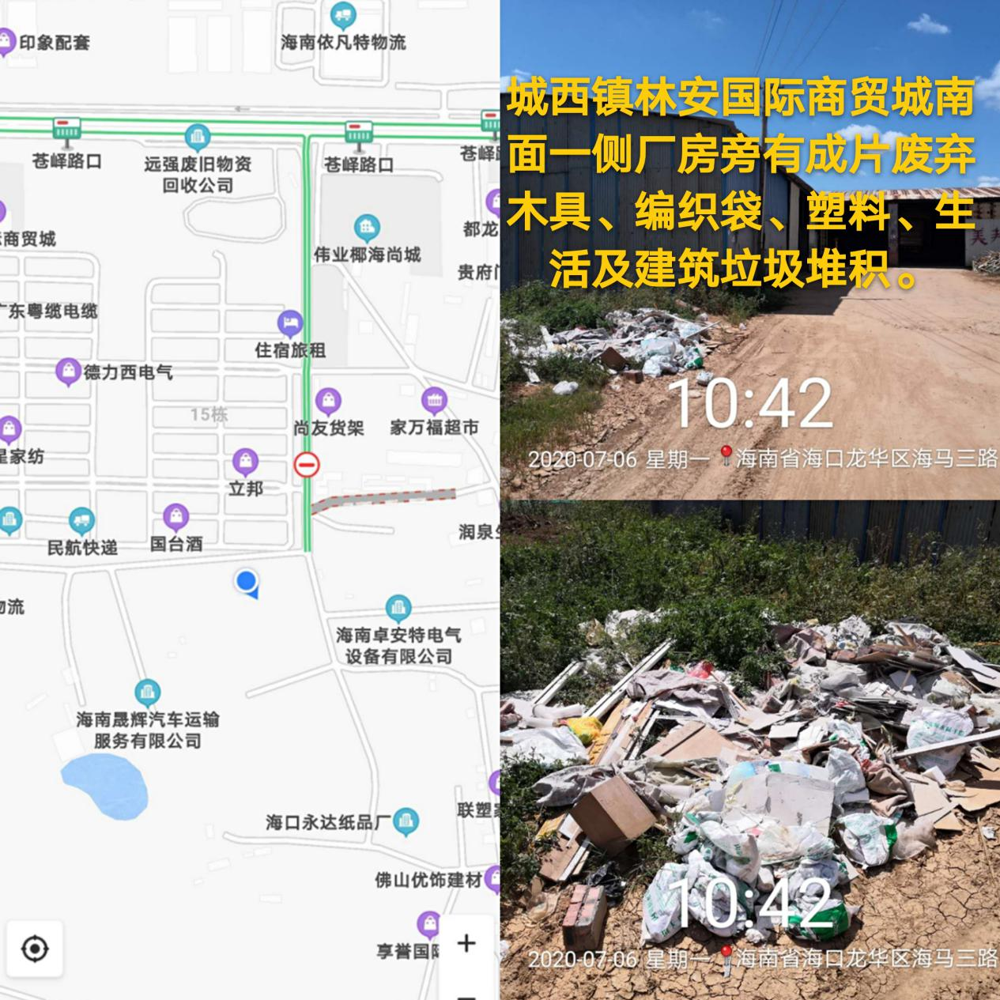 印象配套
海南依凡特物流
苍峄路口
远强废旧物资
回收公司
苍峄路口
商贸城
伟业椰海尚城
都龙
贵府
广东粤缆电缆
住宿旅租
德力西电气
15栋
尚友货架
家万福超市
家纺
立邦
民航快递
国台酒
润泉
物流
海南卓安特电气
设备有限公司
海南晟辉汽车运输
服务有限公司
海口永达纸品厂
联塑
佛山优饰建材
享誉国际
城西镇林安国际商贸城南
面一侧厂房旁有成片废弃
木具、编织袋、塑料、生
活及建筑垃圾堆积。
10:42
2020-07-06 星期一 海南省海口龙华区海马三路
10:42
2020-07-06 星期一 海南省海口龙华区海马三路